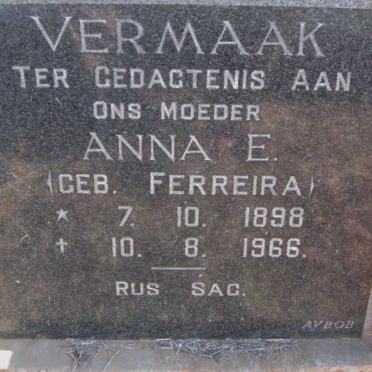 VERMAAK
TER GEDAGTENIS AAN
ONS MOEDER
ANNA E.
(GEB. FERREIRA)
* 7. 10. 1898
† 10. 8. 1966.
RUS SAG.
AVBOB